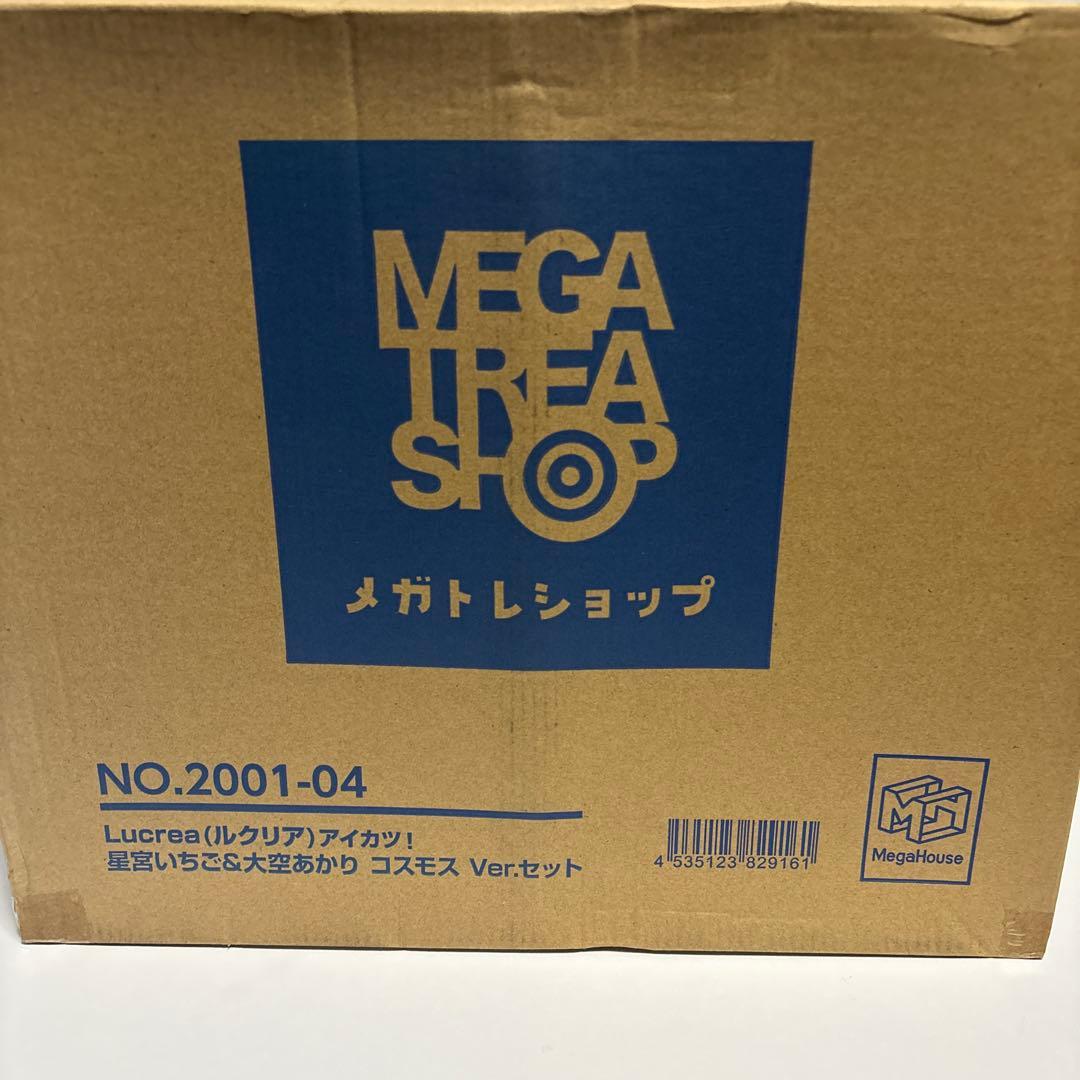 MEGA
TREA
SHOP
メガトレショップ
NO.2001-04
Lucrea(ルクリア)アイカツ!
星宮いちご&大空あかり コスモス Ver.セット
4 535123 829161
MegaHouse